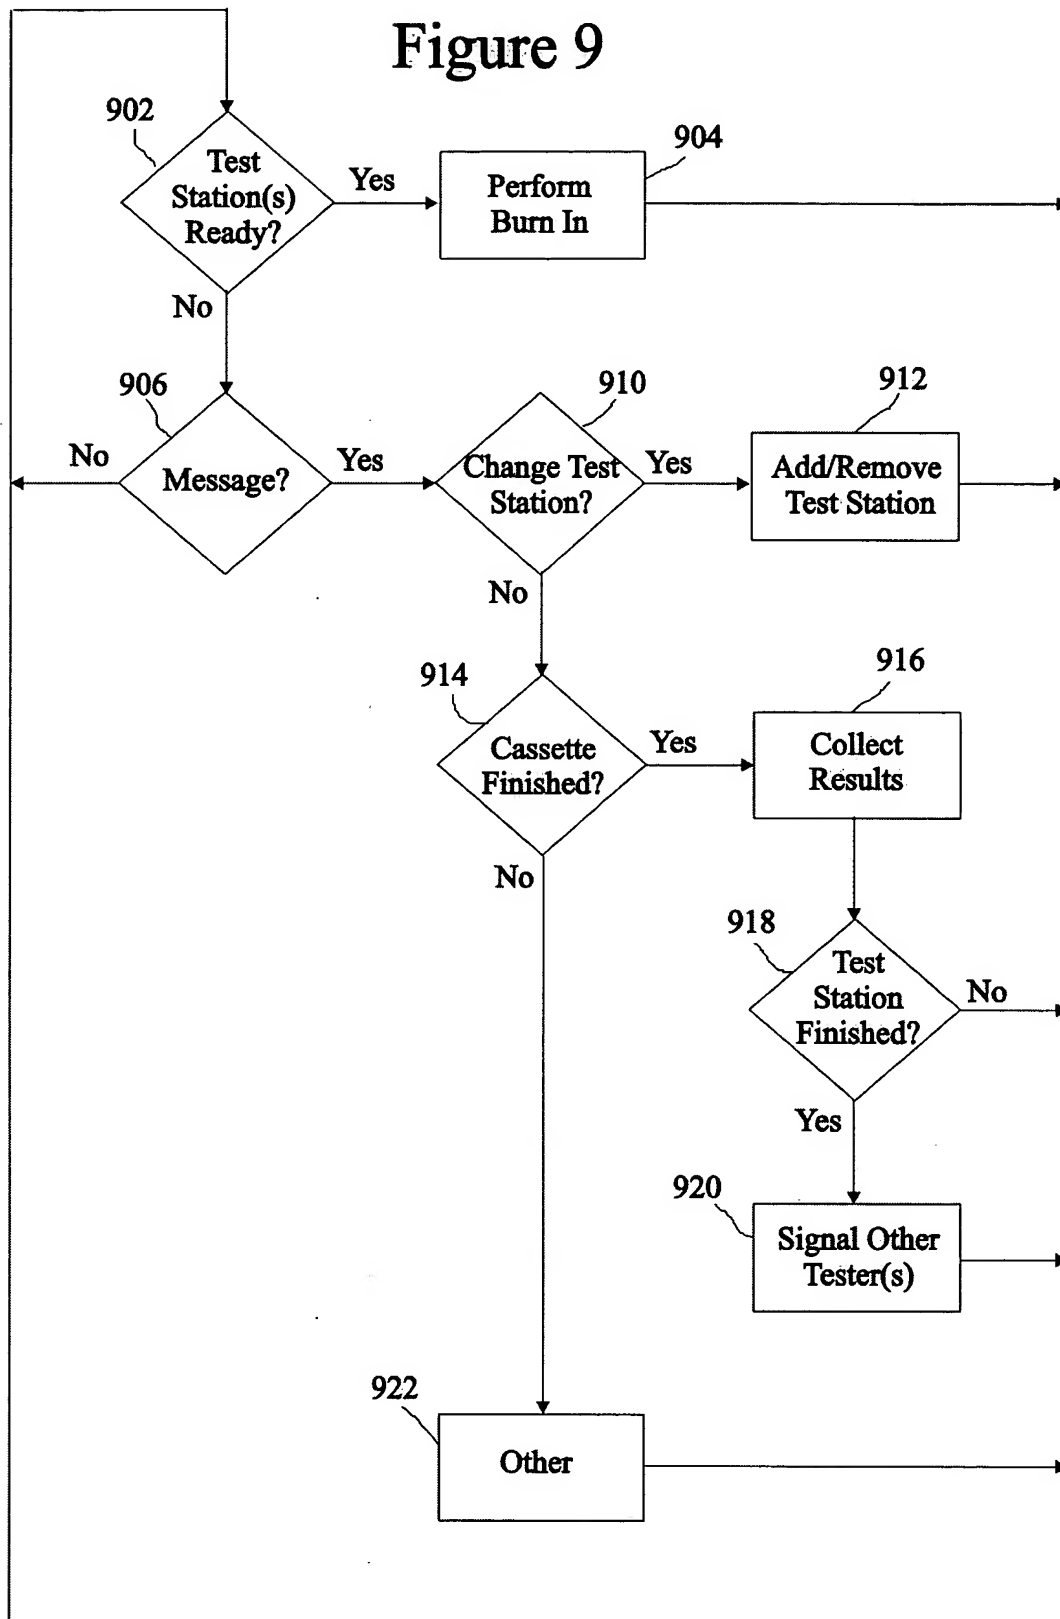 Figure 9
902
Test
Station(s)
Ready?
Yes
904
Perform
Burn In
No
906
Message?
No
Yes
910
Change Test
Station?
Yes
912
Add/Remove
Test Station
No
914
Cassette
Finished?
Yes
916
Collect
Results
No
918
Test
Station
Finished?
No
Yes
920
Signal Other
Tester(s)
922
Other